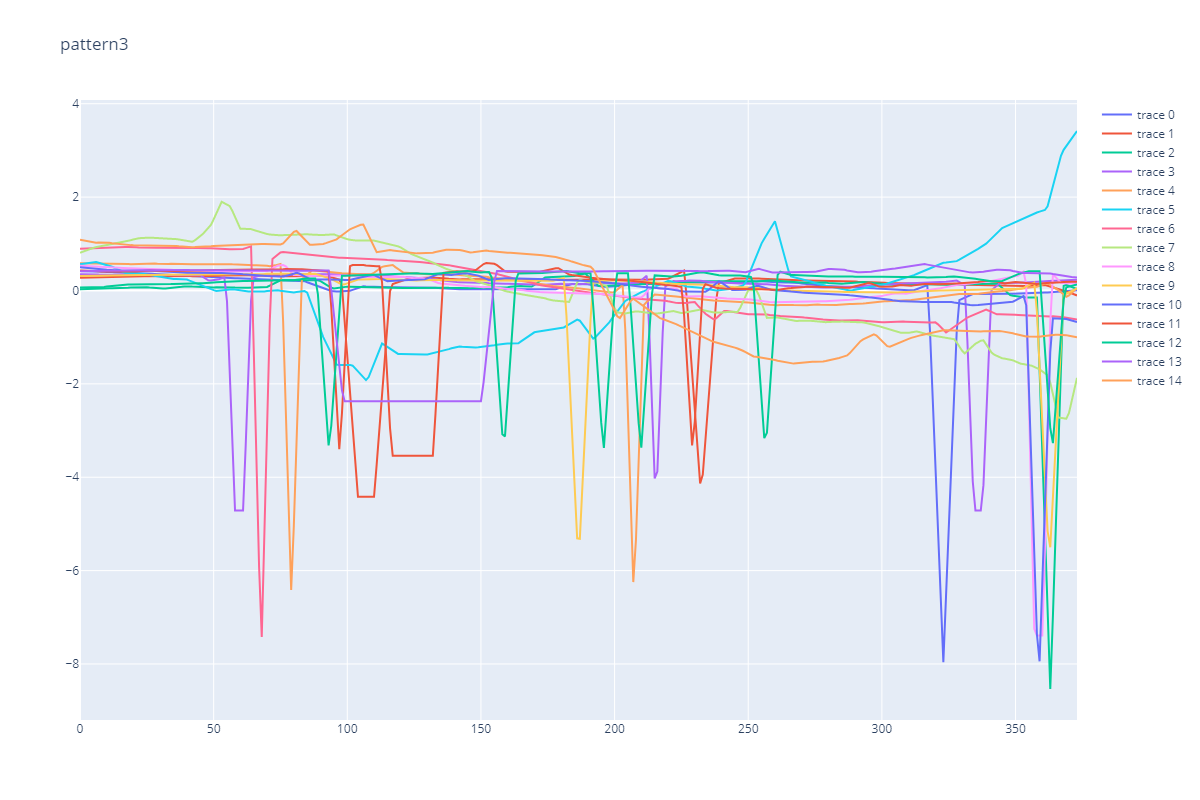 pattern3
4
2
0
−2
−4
−6
−8
0 50 100 150 200 250 300 350
trace 0
trace 1
trace 2
trace 3
trace 4
trace 5
trace 6
trace 7
trace 8
trace 9
trace 10
trace 11
trace 12
trace 13
trace 14